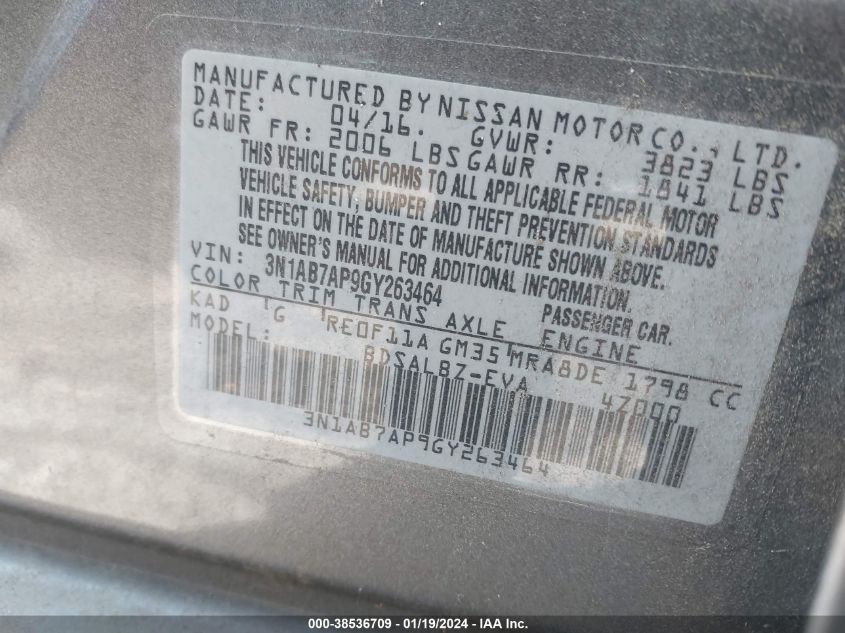 MANUFACTURED BY NISSAN MOTOR CO., LTD.
DATE: 04/16. GVWR: 3823 LBS
GAWR FR: 2006 LBS GAWR RR: 1841 LBS
THIS VEHICLE CONFORMS TO ALL APPLICABLE FEDERAL MOTOR
VEHICLE SAFETY, BUMPER AND THEFT PREVENTION STANDARDS
IN EFFECT ON THE DATE OF MANUFACTURE SHOWN ABOVE.
SEE OWNER'S MANUAL FOR ADDITIONAL INFORMATION.
VIN: 3N1AB7AP9GY263464 PASSENGER CAR.
COLOR TRIM TRANS AXLE ENGINE
KAD G RE0F11A GM35 MRA8DE 1798 CC
MODEL: BDSALBZ-EVA 4Z000
3N1AB7AP9GY263464
000-38536709 - 01/19/2024 - IAA Inc.